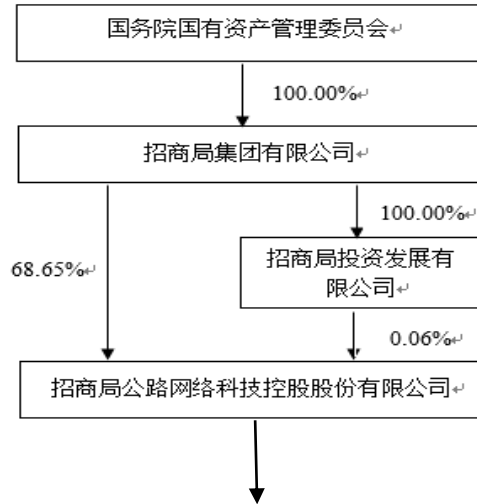 国务院国有资产管理委员会↵
100.00%↵
招商局集团有限公司↵
100.00%↵
68.65%↵
招商局投资发展有
限公司↵
0.06%↵
招商局公路网络科技控股股份有限公司↵